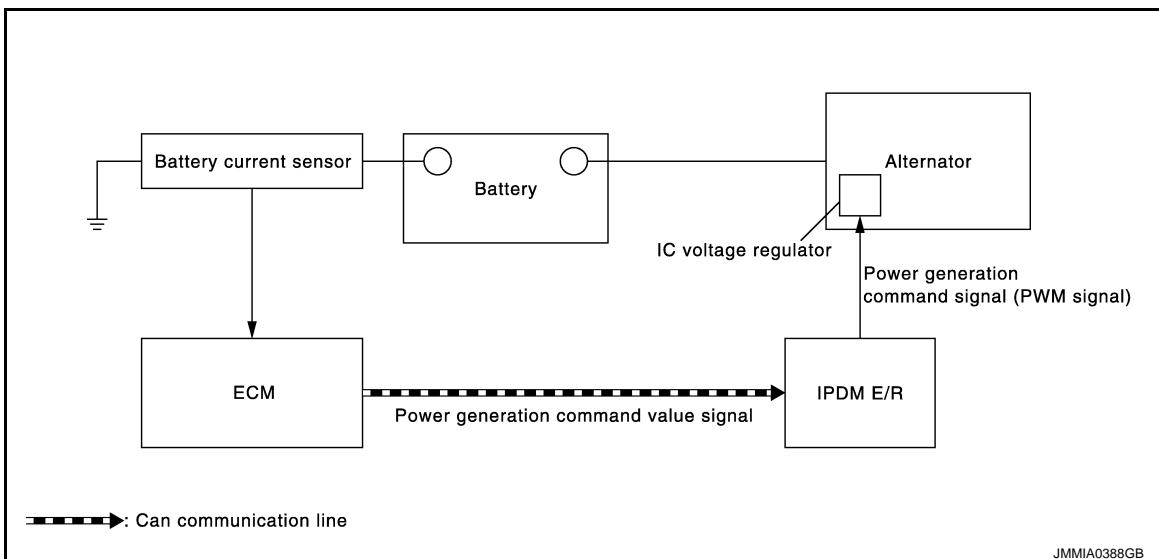 Battery current sensor
Battery
Alternator
IC voltage regulator
Power generation
command signal (PWM signal)
ECM
IPDM E/R
Power generation command value signal
: Can communication line
JMMIA0388GB